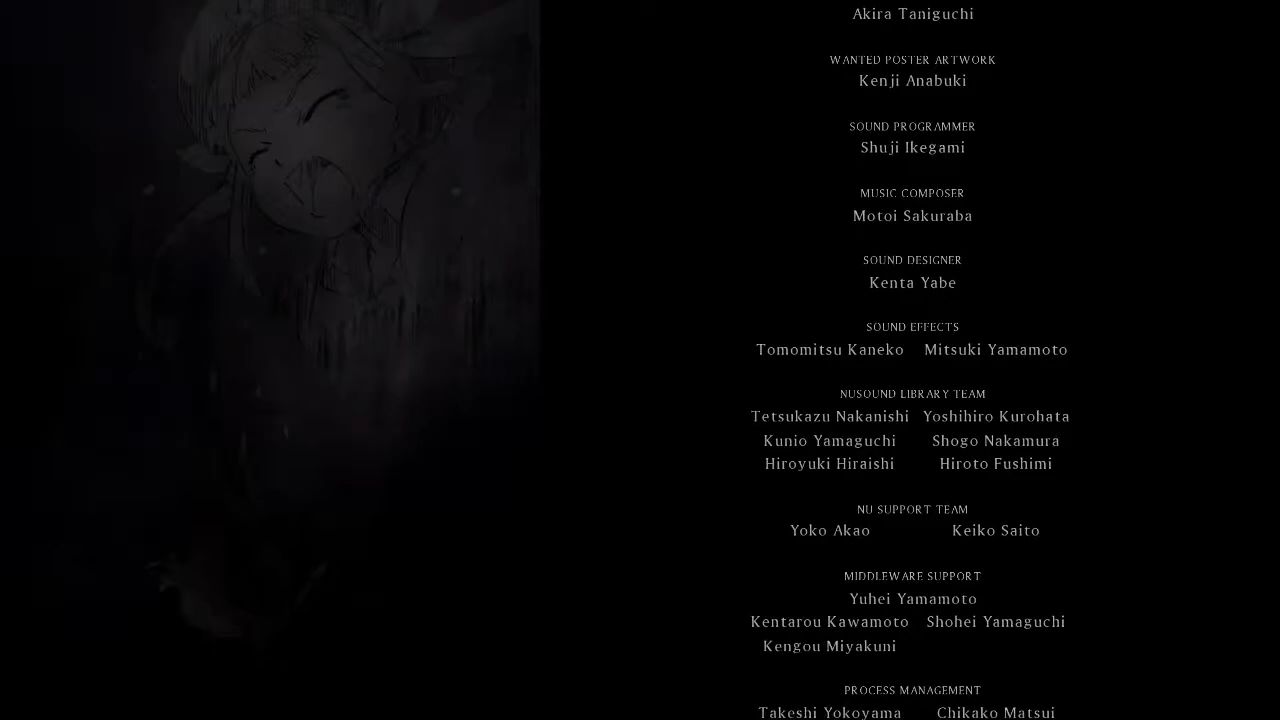 Akira Taniguchi
WANTED POSTER ARTWORK
Kenji Anabuki
SOUND PROGRAMMER
Shuji Ikegami
MUSIC COMPOSER
Motoi Sakuraba
SOUND DESIGNER
Kenta Yabe
SOUND EFFECTS
Tomomitsu Kaneko Mitsuki Yamamoto
NUSOUND LIBRARY TEAM
Tetsukazu Nakanishi Yoshihiro Kurohata
Kunio Yamaguchi Shogo Nakamura
Hiroyuki Hiraishi Hiroto Fushimi
NU SUPPORT TEAM
Yoko Akao Keiko Saito
MIDDLEWARE SUPPORT
Yuhei Yamamoto
Kentarou Kawamoto Shohei Yamaguchi
Kengou Miyakuni
PROCESS MANAGEMENT
Takeshi Yokoyama Chikako Matsui